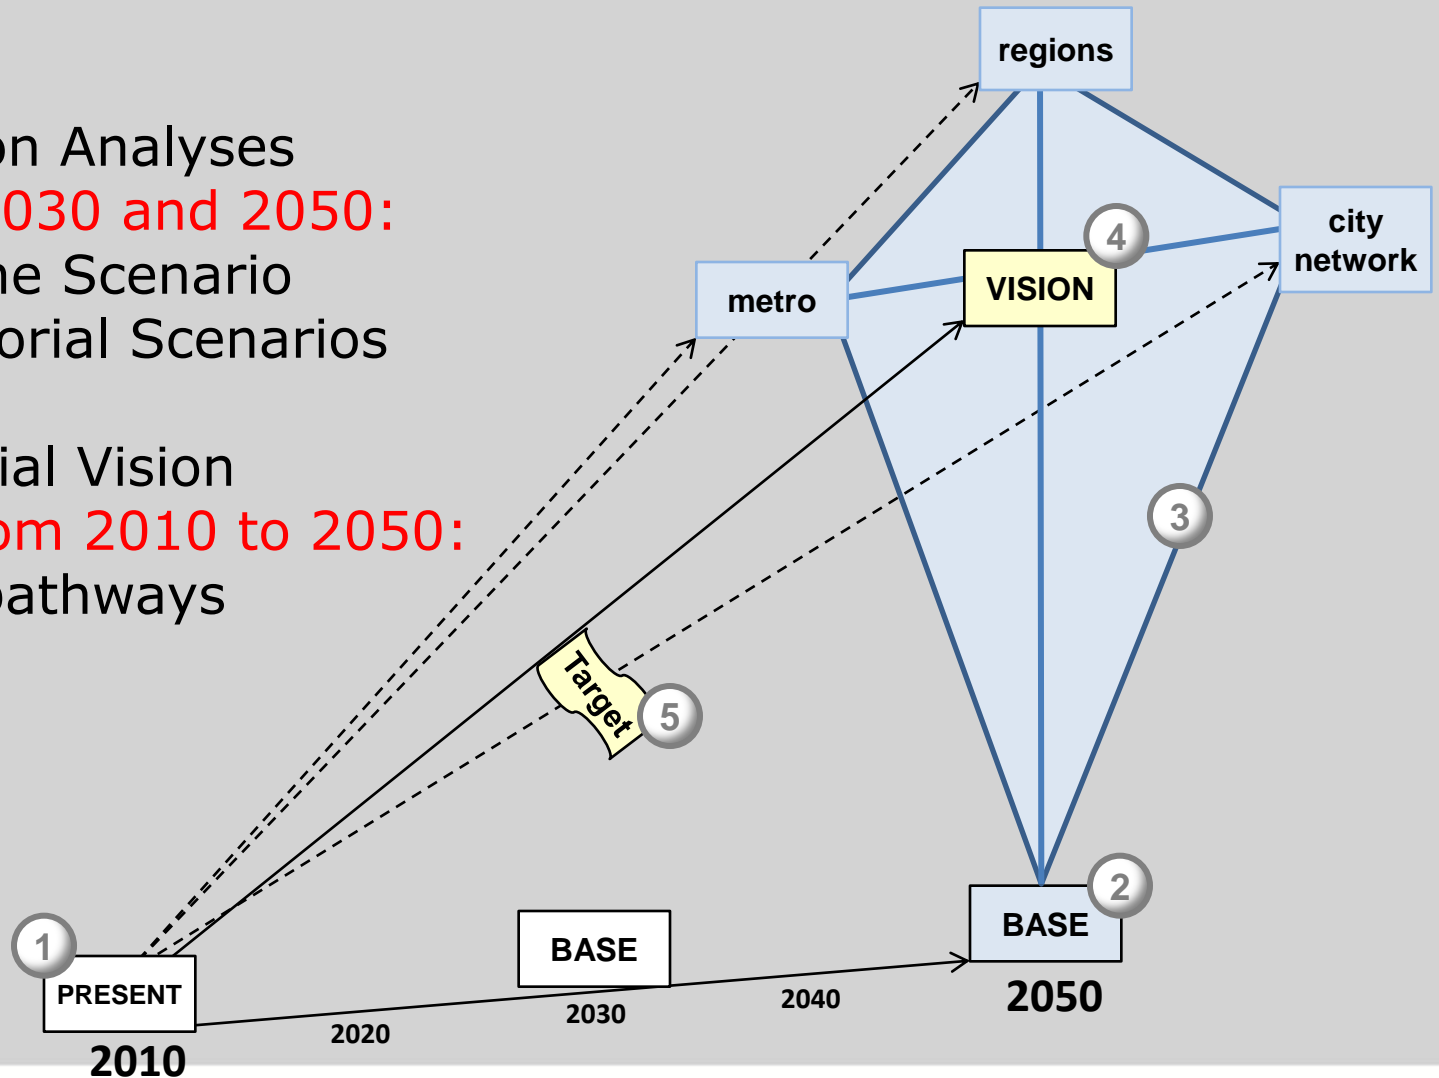 on Analyses
030 and 2050:
ne Scenario
orial Scenarios
ial Vision
om 2010 to 2050:
pathways
regions
city
network
4
VISION
metro
3
Target
5
2
BASE
2050
1
PRESENT
2010
BASE
2020
2030
2040